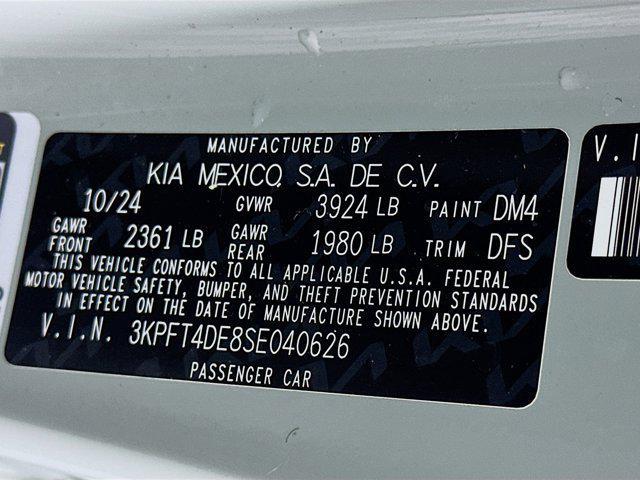 MANUFACTURED BY
KIA MEXICO, S.A. DE C.V.
10/24 GVWR 3924 LB PAINT DM4
GAWR FRONT 2361 LB GAWR REAR 1980 LB TRIM DFS
THIS VEHICLE CONFORMS TO ALL APPLICABLE U.S.A. FEDERAL
MOTOR VEHICLE SAFETY, BUMPER, AND THEFT PREVENTION STANDARDS
IN EFFECT ON THE DATE OF MANUFACTURE SHOWN ABOVE.
V.I.N. 3KPFT4DE8SE040626
PASSENGER CAR
V.I